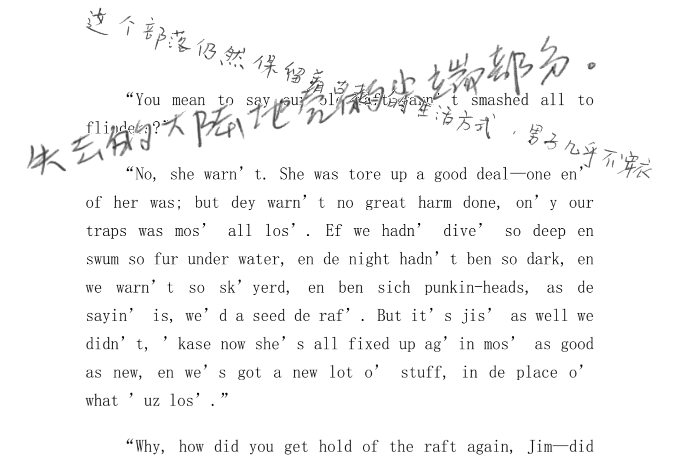 这个部落仍然保留着的生活方式，男子几乎不穿衣
失去的大陆地壳尖端部分。
“You mean to say our old raft warn’t smashed all to
flinders?”
“No, she warn’t. She was tore up a good deal—one en’
of her was; but dey warn’t no great harm done, on’y our
traps was mos’ all los’. Ef we hadn’ dive’ so deep en
swum so fur under water, en de night hadn’t ben so dark, en
we warn’t so sk’yerd, en ben sich punkin-heads, as de
sayin’ is, we’d a seed de raf’. But it’s jis’ as well we
didn’t, ’kase now she’s all fixed up ag’in mos’ as good
as new, en we’s got a new lot o’ stuff, in de place o’
what ’uz los’.”
“Why, how did you get hold of the raft again, Jim—did